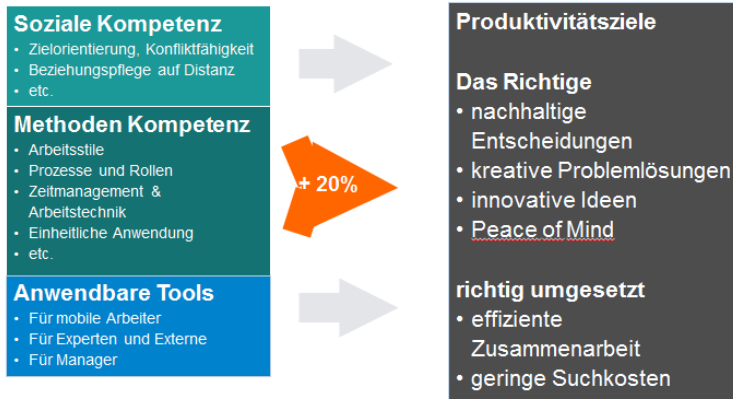 Soziale Kompetenz
• Zielorientierung, Konfliktfähigkeit
• Beziehungspflege auf Distanz
• etc.
Methoden Kompetenz
• Arbeitsstile
• Prozesse und Rollen
• Zeitmanagement &
Arbeitstechnik
• Einheitliche Anwendung
• etc.
Anwendbare Tools
• Für mobile Arbeiter
• Für Experten und Externe
• Für Manager
+ 20%
Produktivitätsziele
Das Richtige
• nachhaltige
Entscheidungen
• kreative Problemlösungen
• innovative Ideen
• Peace of Mind
richtig umgesetzt
• effiziente
Zusammenarbeit
• geringe Suchkosten